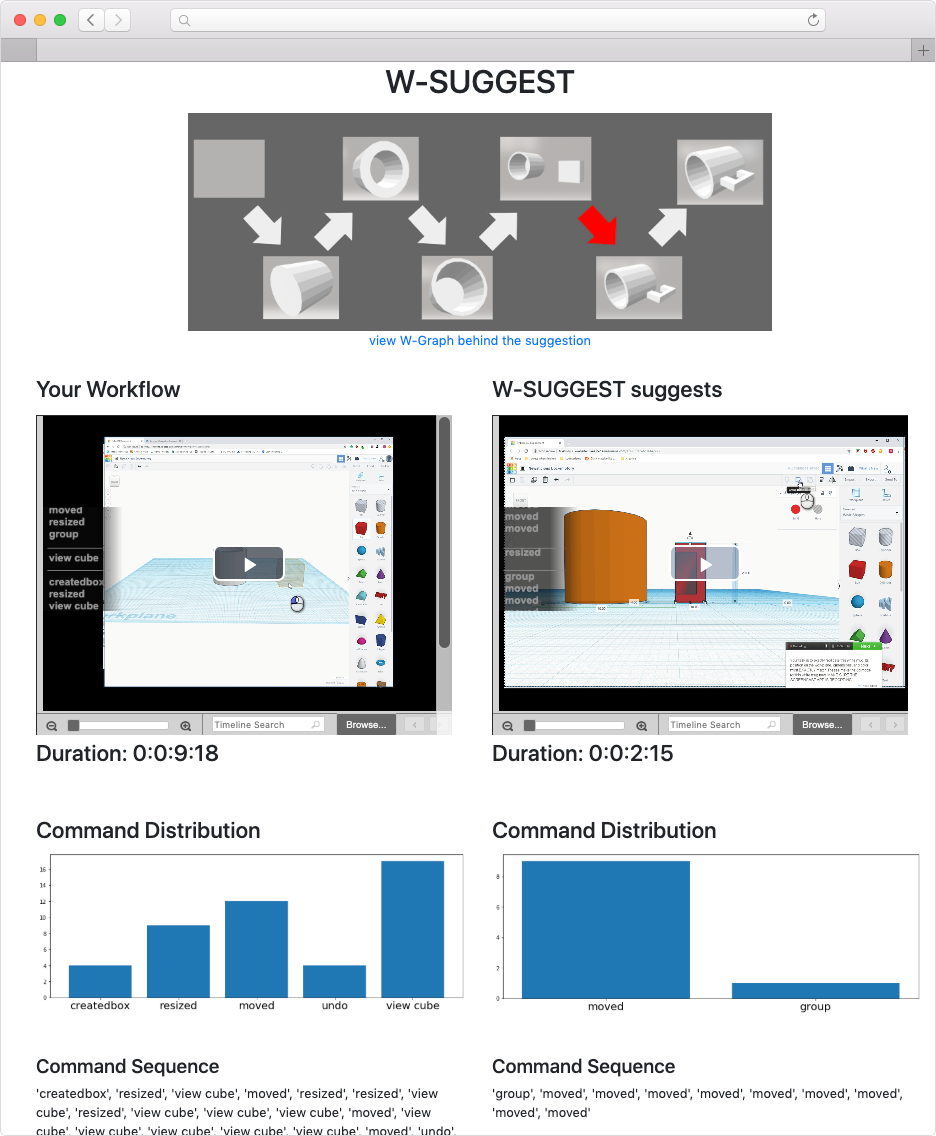 W-SUGGEST
view W-Graph behind the suggestion
Your Workflow
W-SUGGEST suggests
moved
resized
group
view cube
createdbox
resized
view cube
moved
moved
resized
group
moved
moved
Timeline Search
Browse...
Timeline Search
Browse...
Duration: 0:0:9:18
Duration: 0:0:2:15
Command Distribution
Command Distribution
16
14
12
10
8
6
4
2
0
createdbox resized moved undo view cube
8
6
4
2
0
moved group
Command Sequence
Command Sequence
'createdbox', 'resized', 'view cube', 'moved', 'resized', 'resized', 'view
cube', 'resized', 'view cube', 'view cube', 'view cube', 'moved', 'view
cube', 'view cube', 'view cube', 'view cube', 'view cube', 'moved', 'undo',
'group', 'moved', 'moved', 'moved', 'moved', 'moved', 'moved', 'moved',
'moved', 'moved'